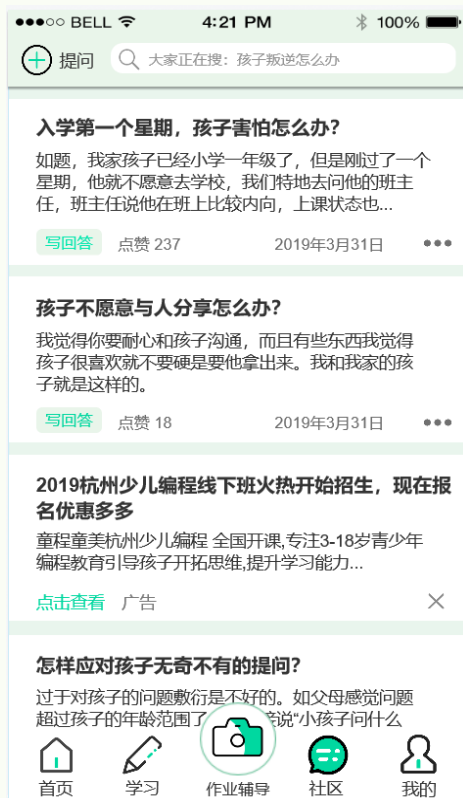 BELL 4:21 PM 100%
提问 大家正在搜：孩子叛逆怎么办
入学第一个星期，孩子害怕怎么办？
如题，我家孩子已经小学一年级了，但是刚过了一个
星期，他就不愿意去学校，我们特地去问他的班主
任，班主任说他在班上比较内向，上课状态也...
写回答 点赞 237 2019年3月31日
孩子不愿意与人分享怎么办？
我觉得你要耐心和孩子沟通，而且有些东西我觉得
孩子很喜欢就不要硬是要他拿出来。我和我家的孩
子就是这样的。
写回答 点赞 18 2019年3月31日
2019杭州少儿编程线下班火热开始招生，现在报
名优惠多多
童程童美杭州少儿编程 全国开课,专注3-18岁青少年
编程教育引导孩子开拓思维,提升学习能力...
点击查看 广告
怎样应对孩子无奇不有的提问？
过于对孩子的问题敷衍是不好的。如父母感觉问题
超过孩子的年龄范围了 说“小孩子问什么
首页 学习 作业辅导 社区 我的